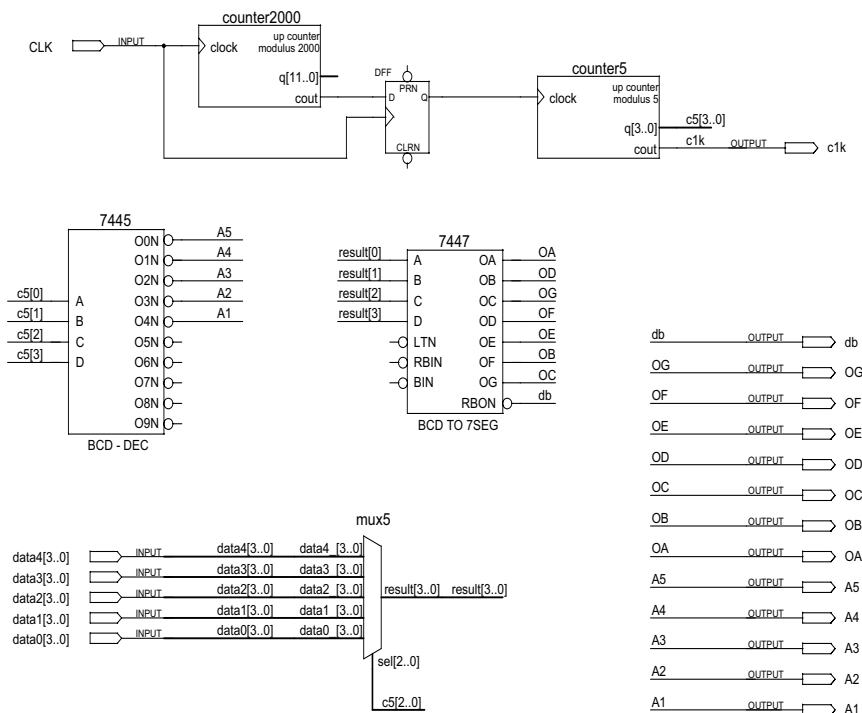 counter2000
CLK INPUT clock up counter modulus 2000
q[11..0]
cout
DFF
PRN
D Q
CLRN
counter5
clock up counter modulus 5
q[3..0] c5[3..0]
cout c1k OUTPUT c1k
7445
O0N A5
O1N A4
O2N A3
c5[0] A O3N A2
c5[1] B O4N A1
c5[2] C O5N
c5[3] D O6N
O7N
O8N
O9N
BCD - DEC
7447
result[0] A OA OA
result[1] B OB OD
result[2] C OC OG
result[3] D OD OF
LTN OE OE
RBIN OF OB
BIN OG OC
RBON db
BCD TO 7SEG
db OUTPUT db
OG OUTPUT OG
OF OUTPUT OF
OE OUTPUT OE
OD OUTPUT OD
OC OUTPUT OC
OB OUTPUT OB
OA OUTPUT OA
A5 OUTPUT A5
A4 OUTPUT A4
A3 OUTPUT A3
A2 OUTPUT A2
A1 OUTPUT A1
mux5
data4[3..0] INPUT data4[3..0] data4_[3..0]
data3[3..0] INPUT data3[3..0] data3_[3..0]
data2[3..0] INPUT data2[3..0] data2_[3..0] result[3..0] result[3..0]
data1[3..0] INPUT data1[3..0] data1_[3..0]
data0[3..0] INPUT data0[3..0] data0_[3..0]
sel[2..0]
c5[2..0]